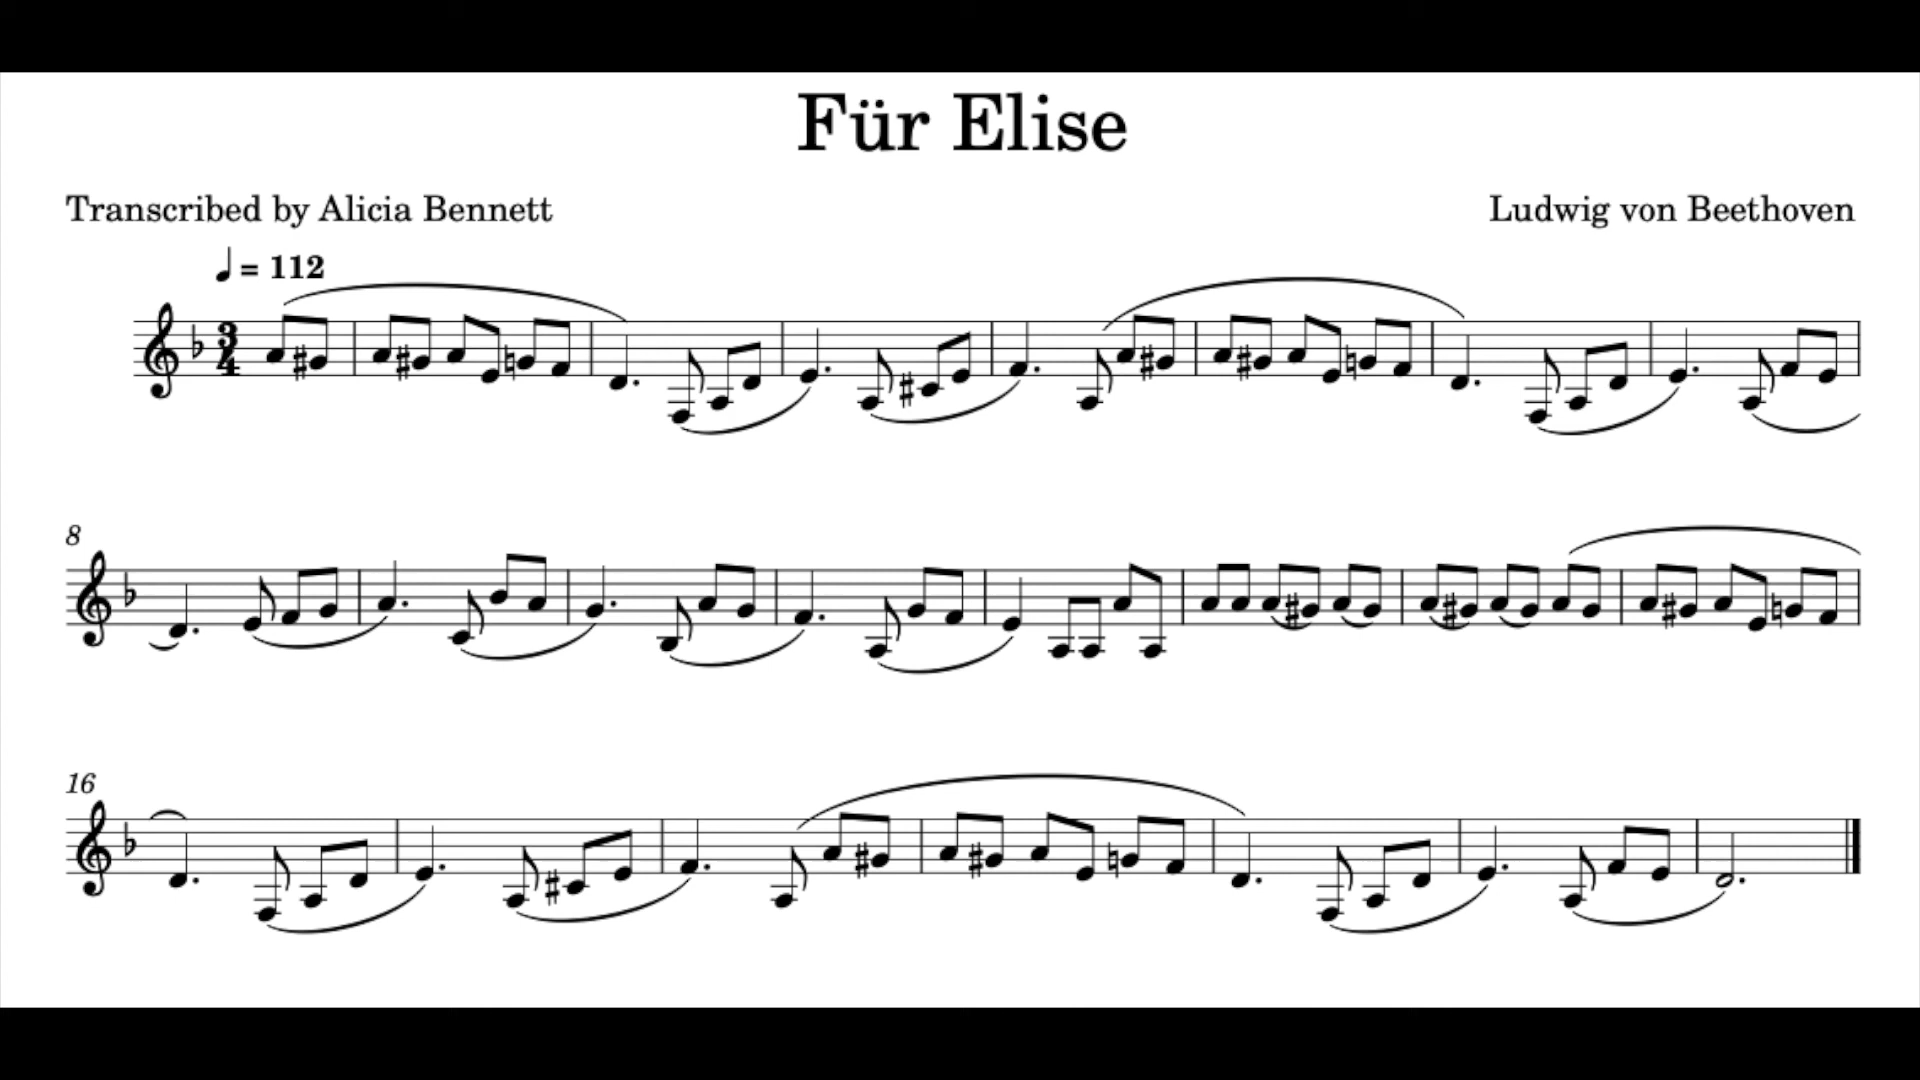 Für Elise
Transcribed by Alicia Bennett
Ludwig von Beethoven
♩ = 112
3
4
8
16